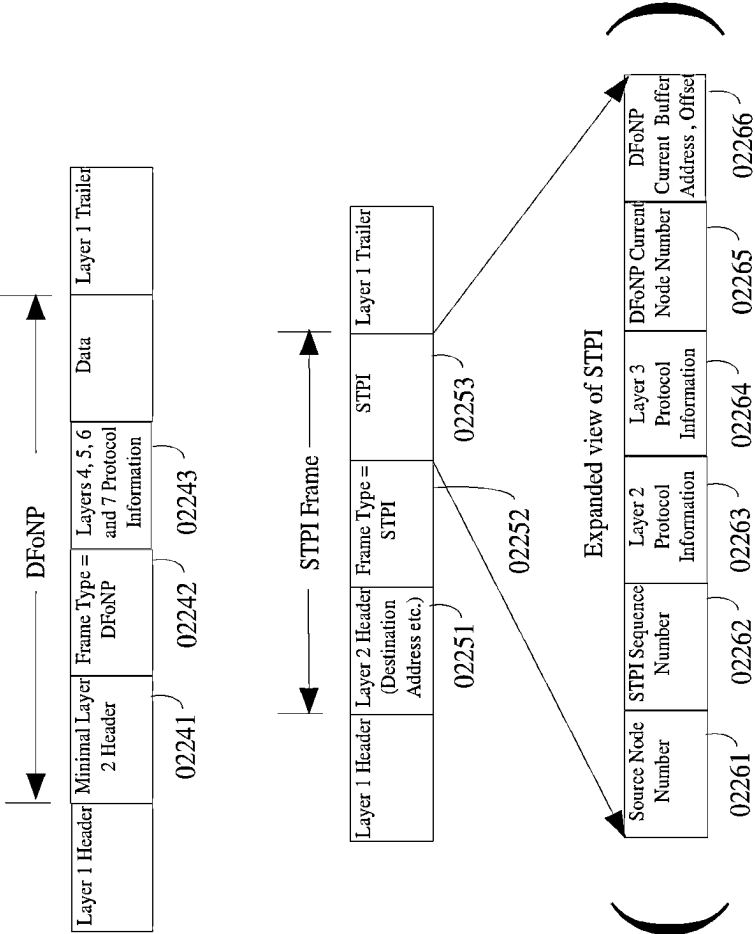 DFoNP
Layer 1 Header
Minimal Layer
2 Header
Frame Type =
DFoNP
Layers 4, 5, 6
and 7 Protocol
Information
Data
Layer 1 Trailer
02241
02242
02243
STPI Frame
Layer 1 Header
Layer 2 Header
(Destination
Address etc.)
Frame Type =
STPI
STPI
Layer 1 Trailer
02251
02252
02253
Expanded view of STPI
Source Node
Number
STPI Sequence
Number
Layer 2
Protocol
Information
Layer 3
Protocol
Information
DFoNP Current
Node Number
DFoNP
Current Buffer
Address , Offset
02261
02262
02263
02264
02265
02266